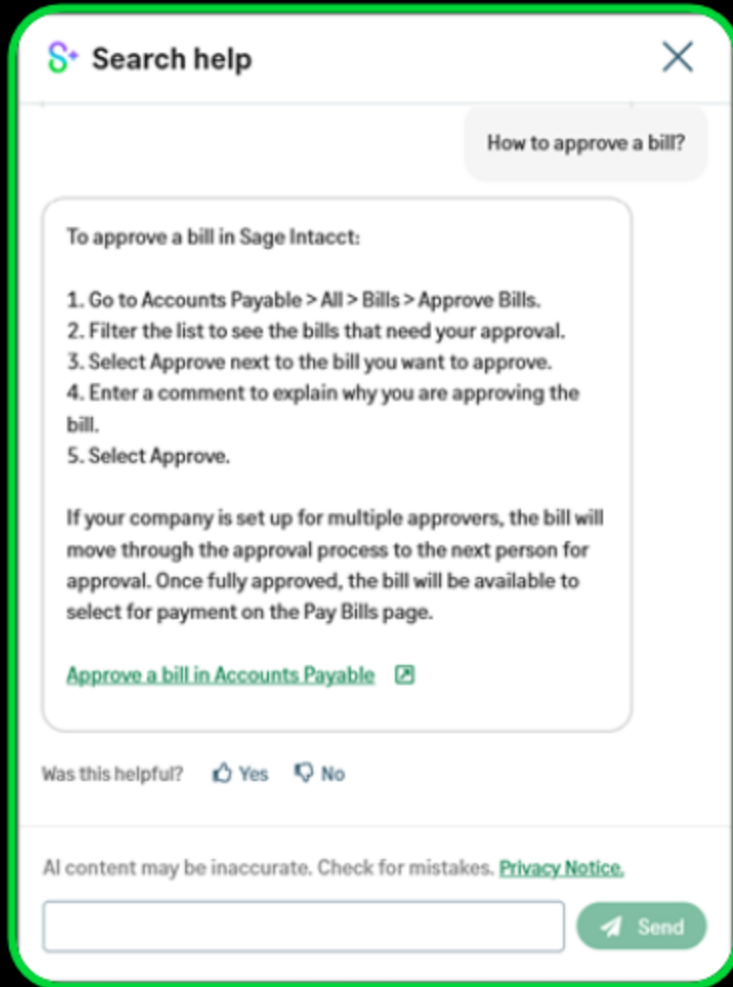 Search help
How to approve a bill?
To approve a bill in Sage Intacct:
1. Go to Accounts Payable > All > Bills > Approve Bills.
2. Filter the list to see the bills that need your approval.
3. Select Approve next to the bill you want to approve.
4. Enter a comment to explain why you are approving the
bill.
5. Select Approve.
If your company is set up for multiple approvers, the bill will
move through the approval process to the next person for
approval. Once fully approved, the bill will be available to
select for payment on the Pay Bills page.
Approve a bill in Accounts Payable
Was this helpful? Yes No
AI content may be inaccurate. Check for mistakes. Privacy Notice.
Send